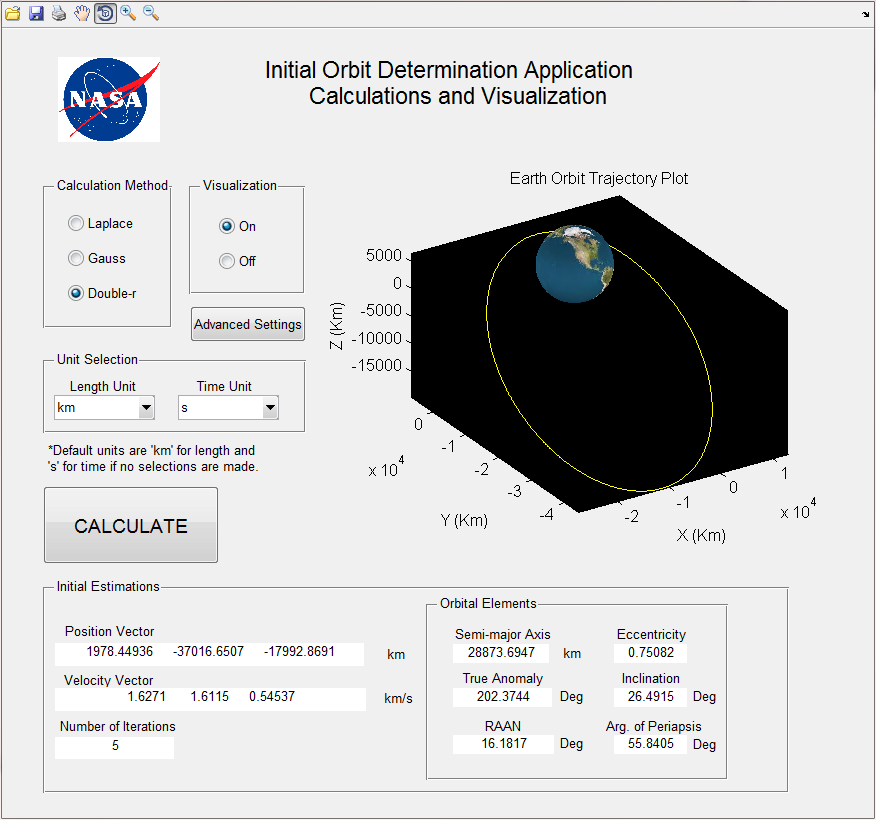 Initial Orbit Determination Application
Calculations and Visualization
NASA
Calculation Method
Laplace
Gauss
Double-r
Visualization
On
Off
Advanced Settings
Unit Selection
Length Unit
Time Unit
km
s
*Default units are 'km' for length and
's' for time if no selections are made.
CALCULATE
Earth Orbit Trajectory Plot
5000
0
-5000
-10000
-15000
Z (Km)
0
-1
-2
-3
-4
x 10^4
Y (Km)
-2
-1
0
1
x 10^4
X (Km)
Initial Estimations
Position Vector
1978.44936 -37016.6507 -17992.8691 km
Velocity Vector
1.6271 1.6115 0.54537 km/s
Number of Iterations
5
Orbital Elements
Semi-major Axis
28873.6947 km
Eccentricity
0.75082
True Anomaly
202.3744 Deg
Inclination
26.4915 Deg
RAAN
16.1817 Deg
Arg. of Periapsis
55.8405 Deg